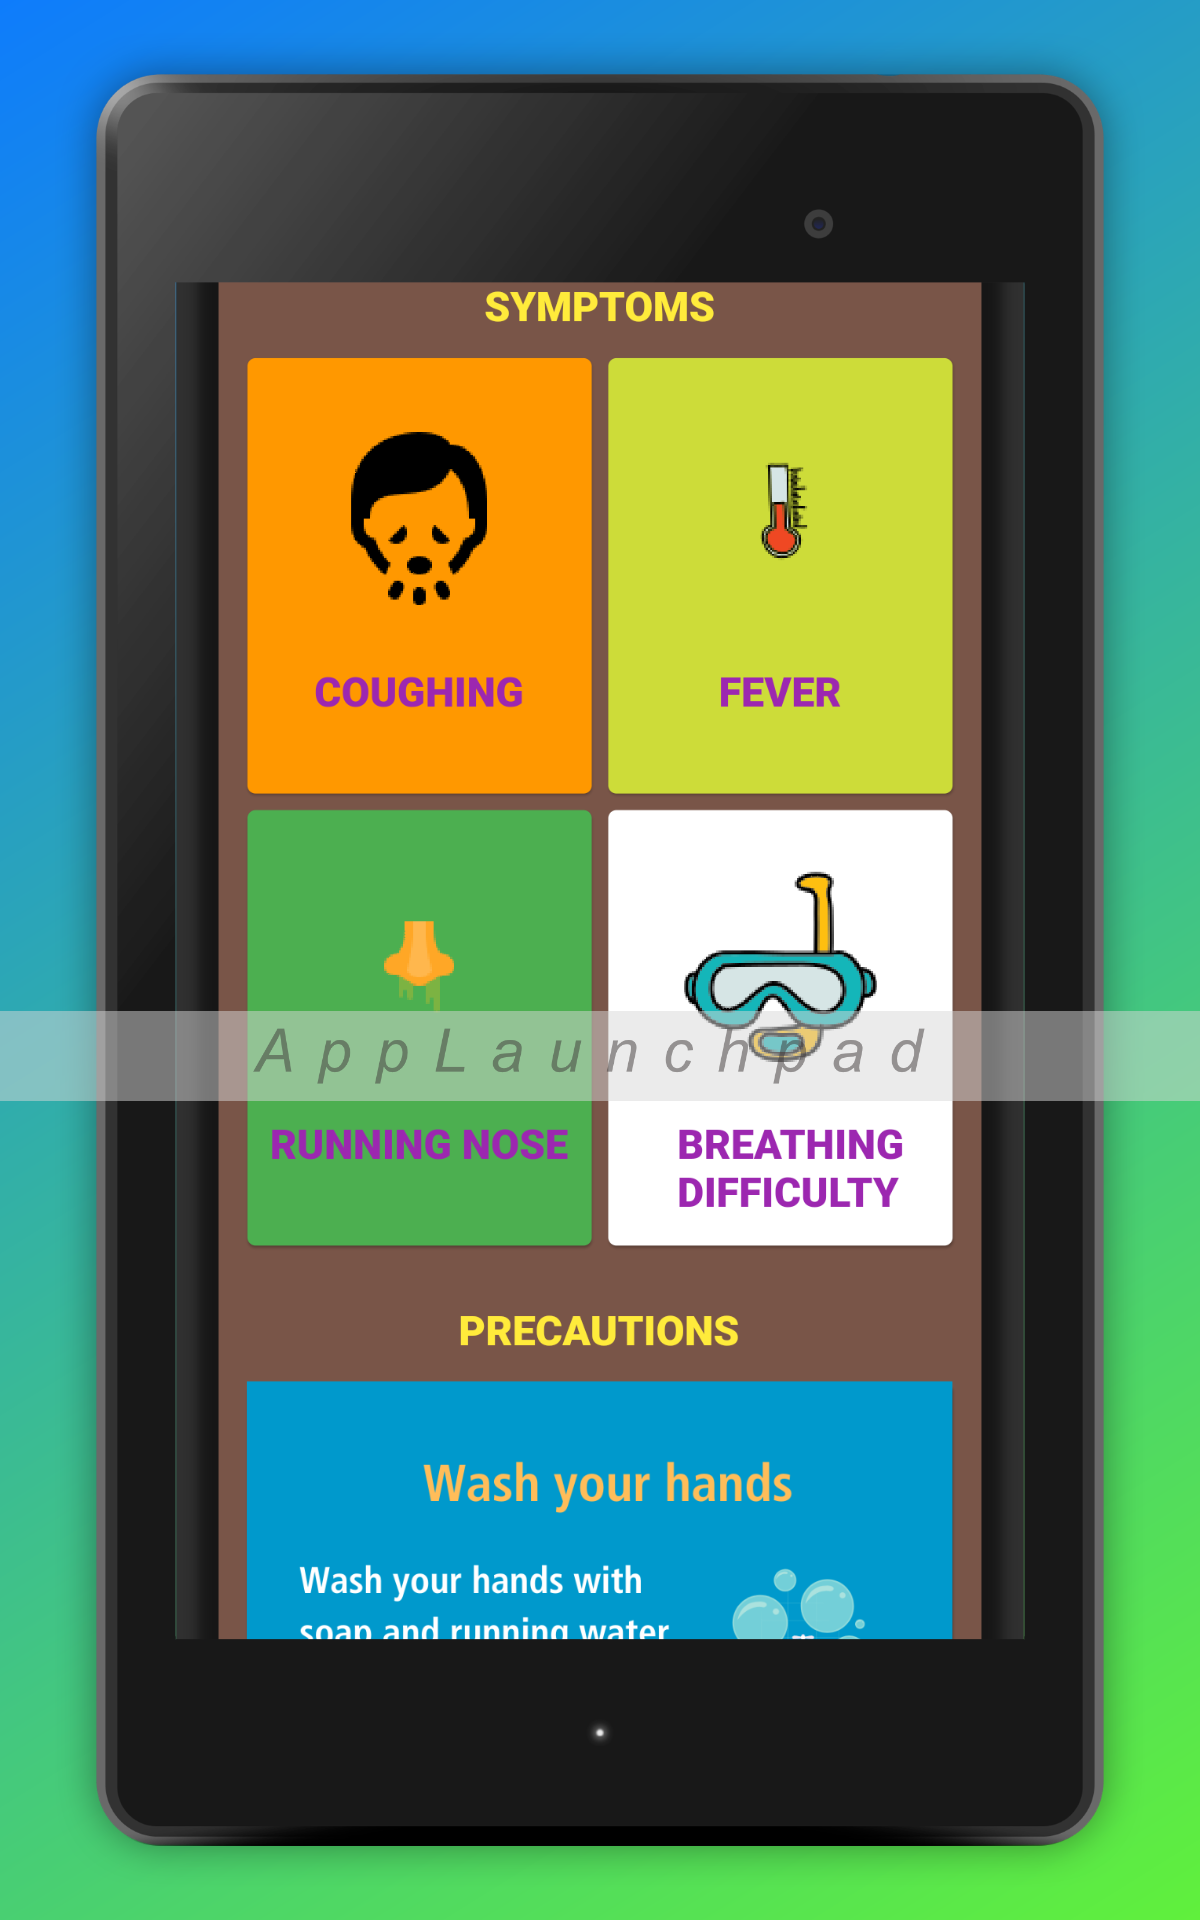 SYMPTOMS
COUGHING
FEVER
AppLaunchpad
RUNNING NOSE
BREATHING
DIFFICULTY
PRECAUTIONS
Wash your hands
Wash your hands with
soap and running water